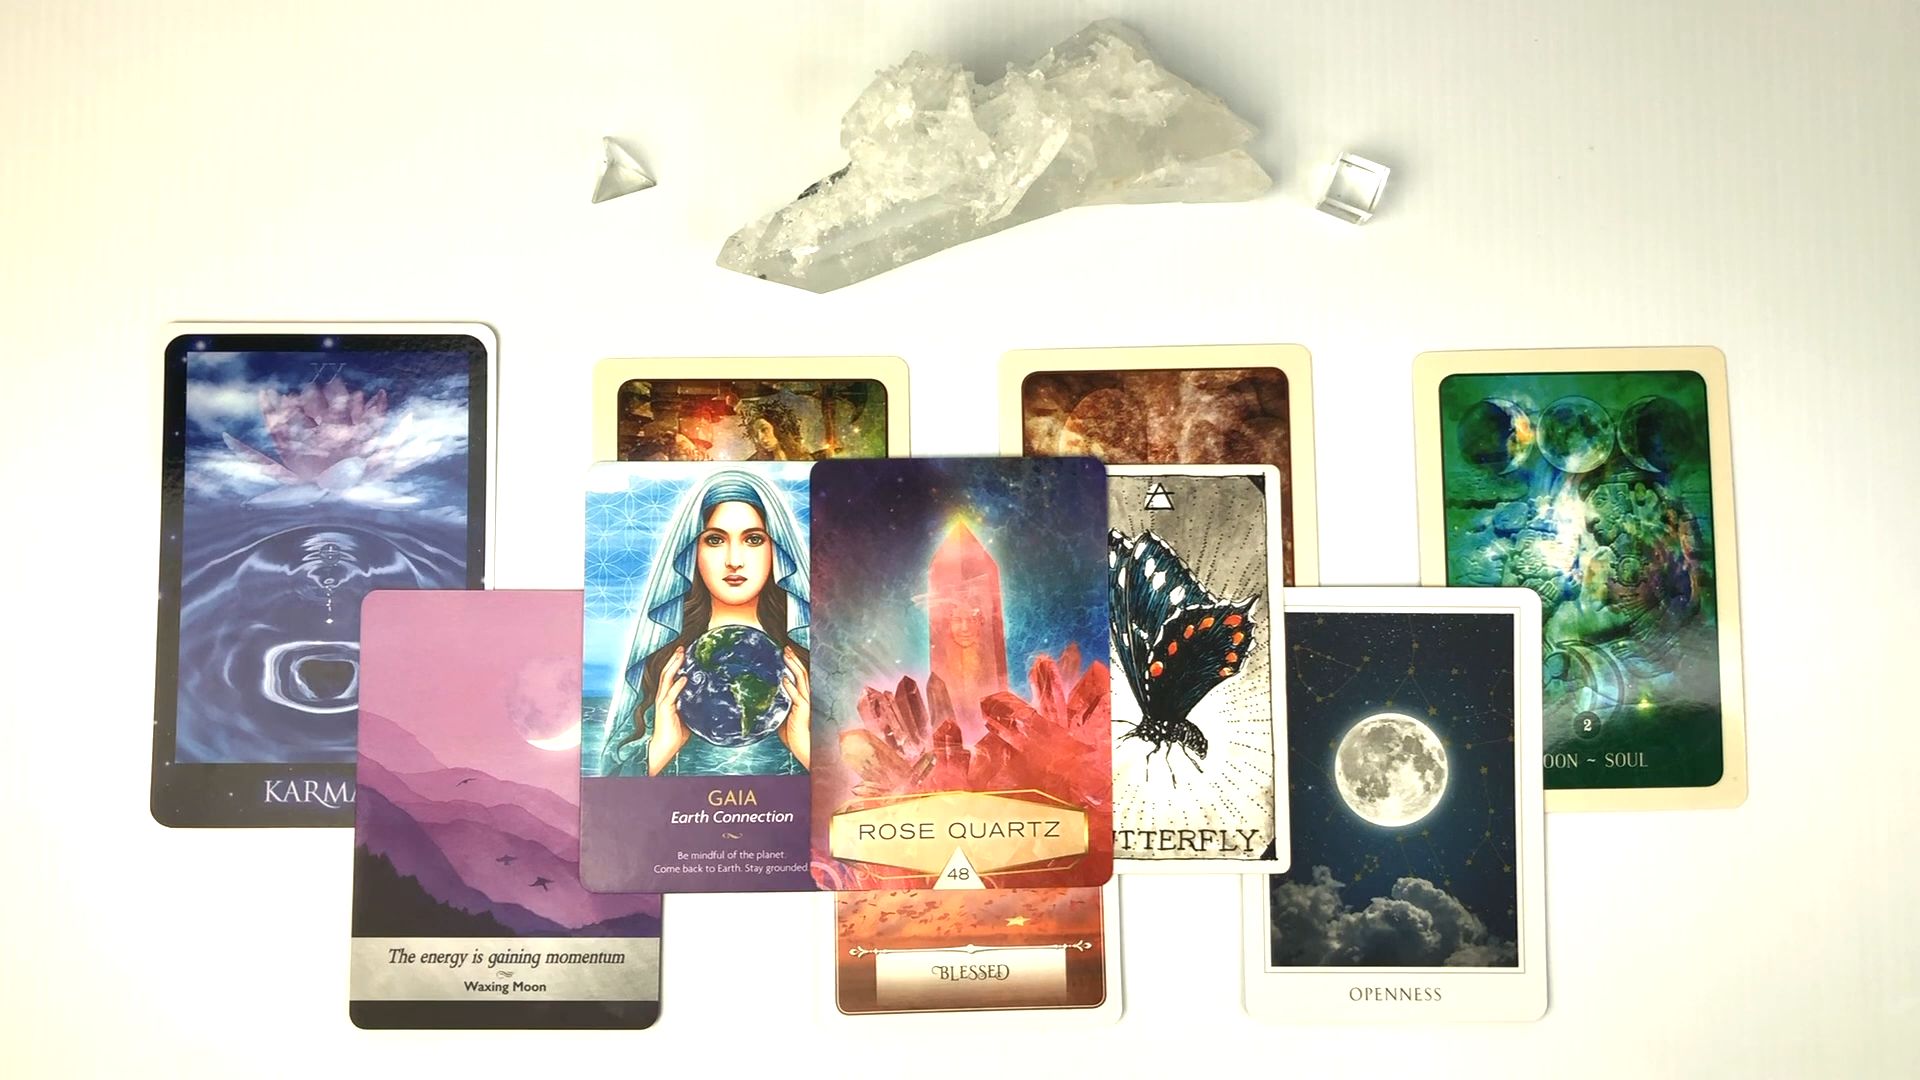 KARMA
The energy is gaining momentum
Waxing Moon
GAIA
Earth Connection
Be mindful of the planet.
Come back to Earth. Stay grounded.
ROSE QUARTZ
48
BLESSED
UTTERFLY
OPENNESS
2
OON ~ SOUL